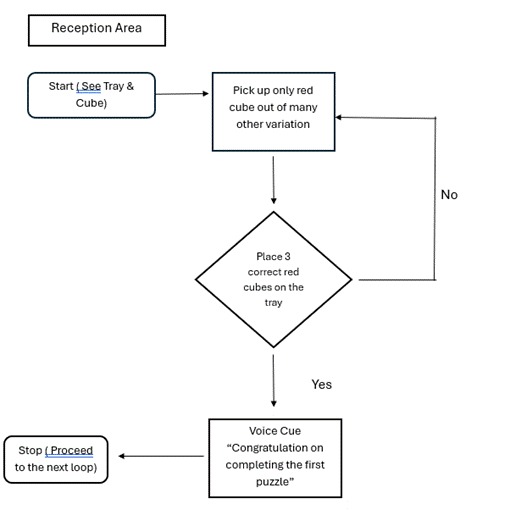 Reception Area
Start ( See Tray &
Cube)
Pick up only red
cube out of many
other variation
No
Place 3
correct red
cubes on the
tray
Yes
Voice Cue
“Congratulation on
completing the first
puzzle”
Stop ( Proceed
to the next loop)